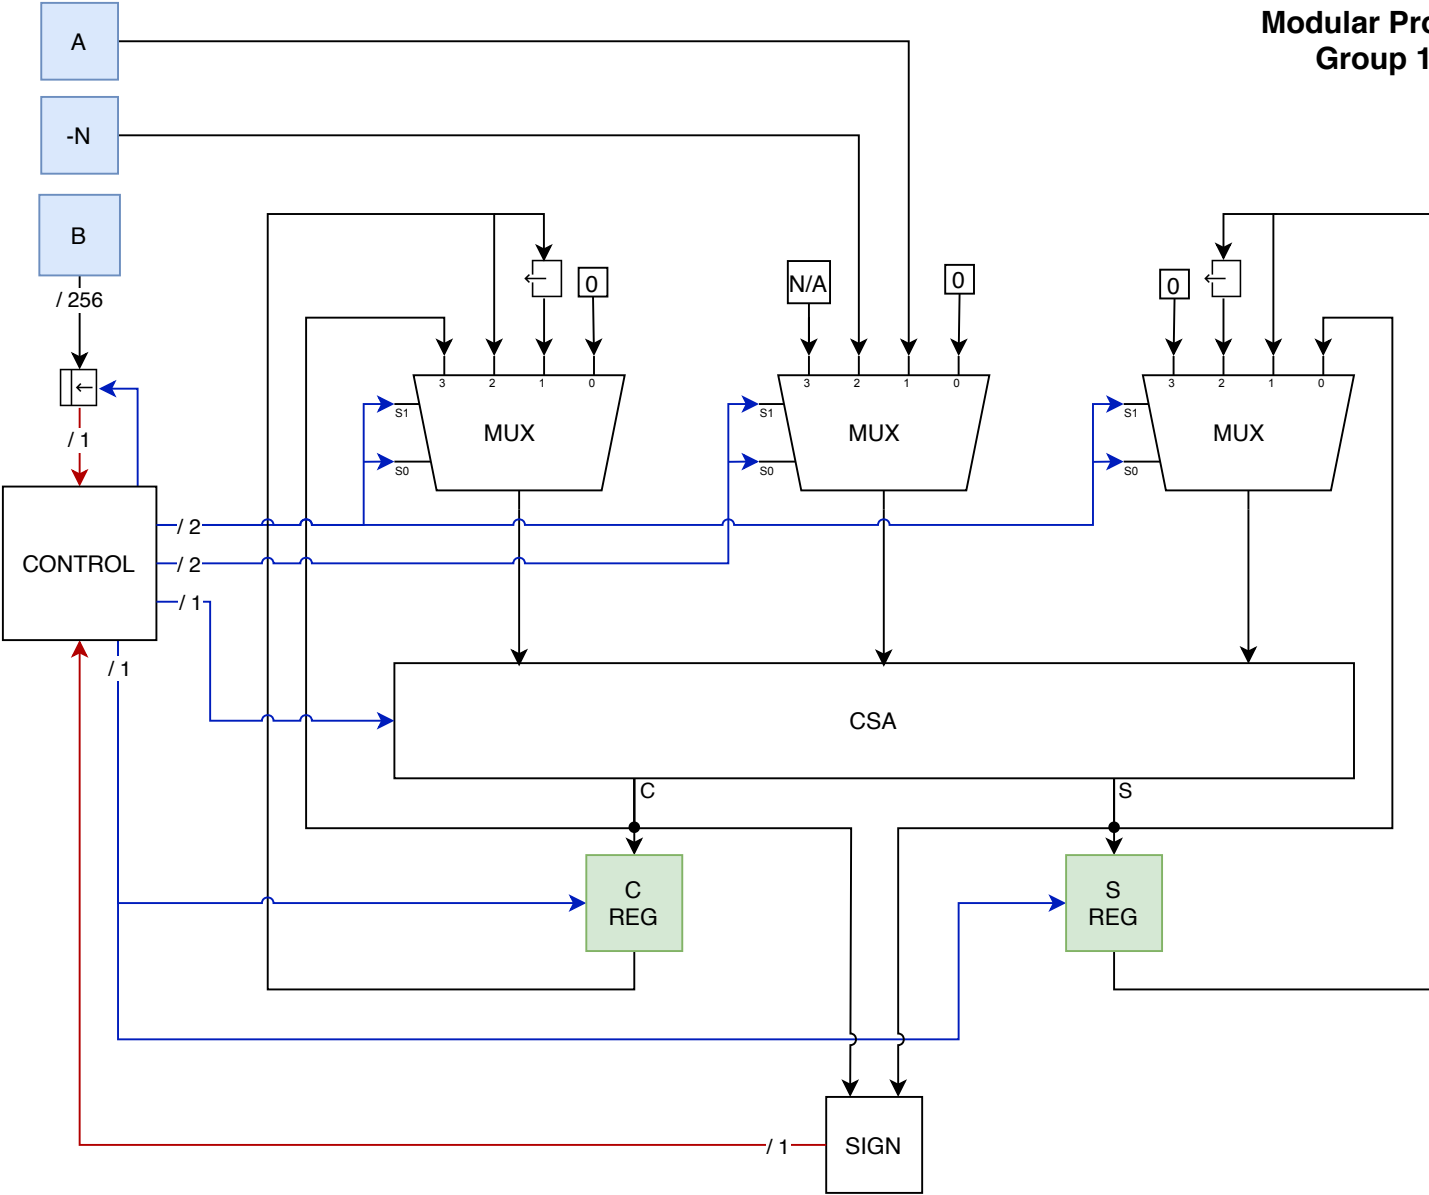 A
Modular Pro
Group 1
-N
B
/ 256
0
N/A
0
0
3 2 1 0
3 2 1 0
3 2 1 0
S1
S1
S1
/ 1
MUX
MUX
MUX
S0
S0
S0
/ 2
CONTROL
/ 2
/ 1
/ 1
CSA
C
S
C
REG
S
REG
/ 1
SIGN